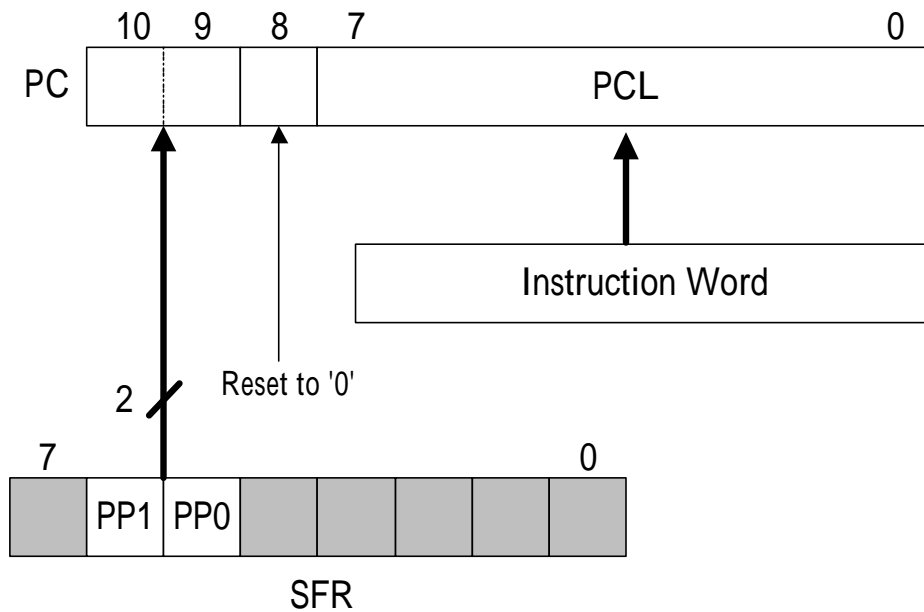 10 9 8 7 0
PC PCL
Instruction Word
Reset to '0'
2
7 0
PP1 PP0
SFR